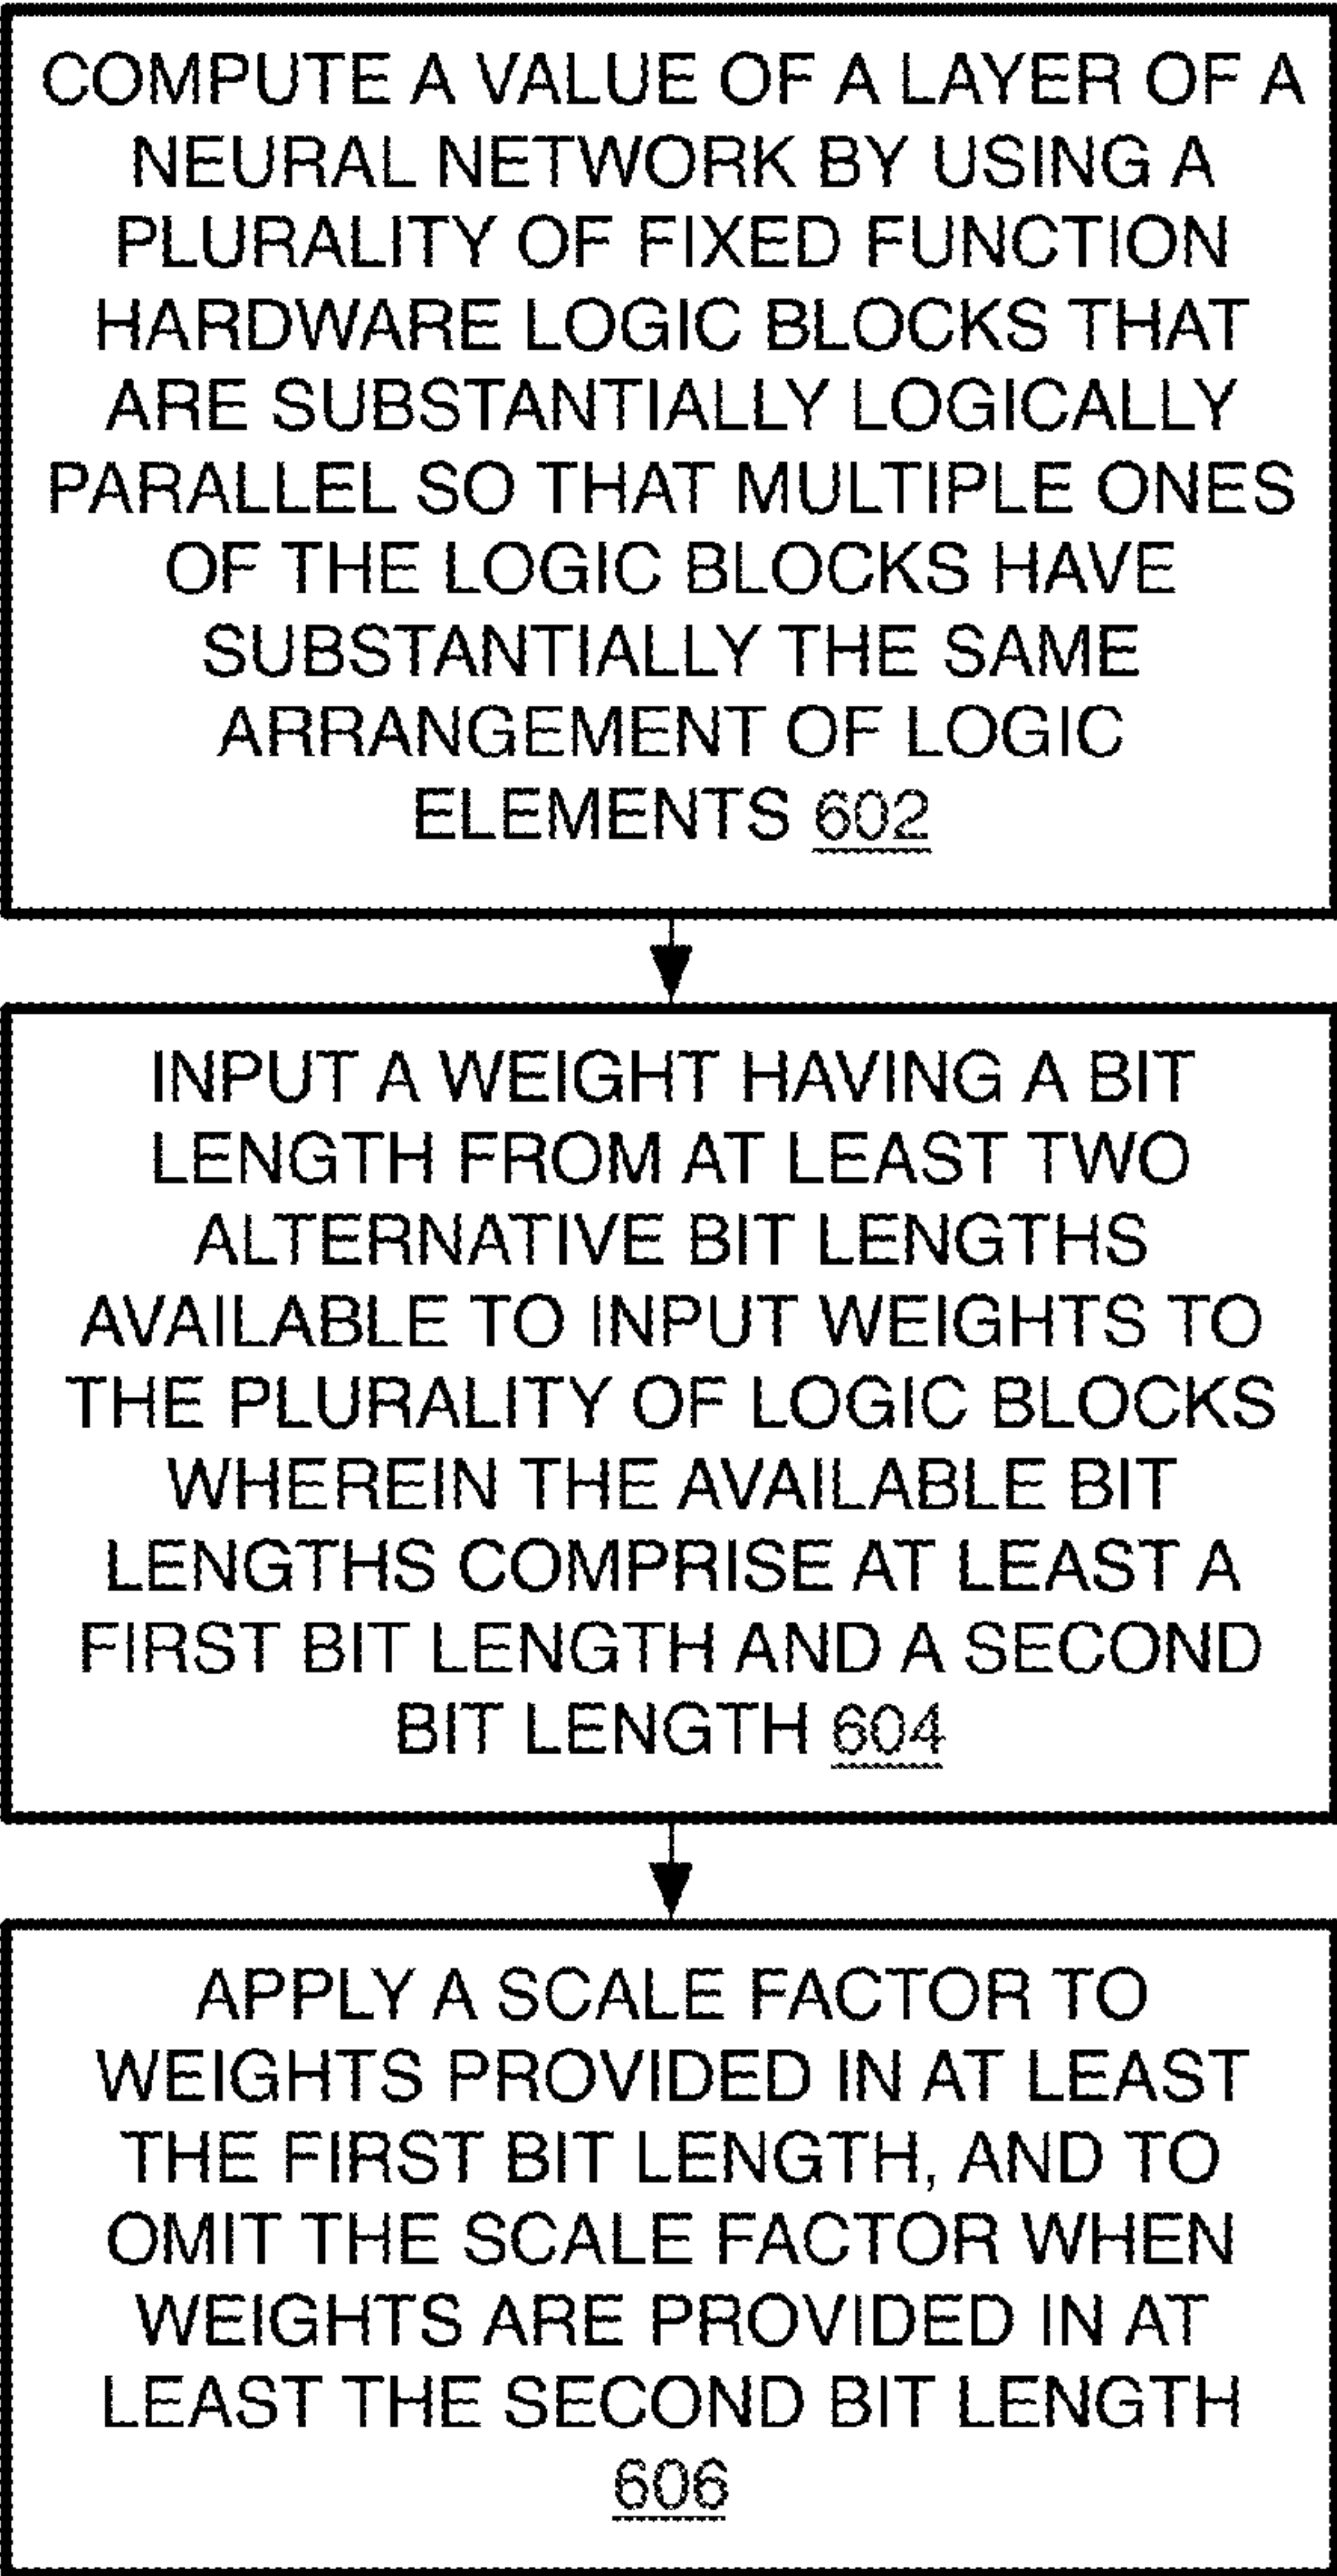 COMPUTE A VALUE OF A LAYER OF A
NEURAL NETWORK BY USING A
PLURALITY OF FIXED FUNCTION
HARDWARE LOGIC BLOCKS THAT
ARE SUBSTANTIALLY LOGICALLY
PARALLEL SO THAT MULTIPLE ONES
OF THE LOGIC BLOCKS HAVE
SUBSTANTIALLY THE SAME
ARRANGEMENT OF LOGIC
ELEMENTS 602
INPUT A WEIGHT HAVING A BIT
LENGTH FROM AT LEAST TWO
ALTERNATIVE BIT LENGTHS
AVAILABLE TO INPUT WEIGHTS TO
THE PLURALITY OF LOGIC BLOCKS
WHEREIN THE AVAILABLE BIT
LENGTHS COMPRISE AT LEAST A
FIRST BIT LENGTH AND A SECOND
BIT LENGTH 604
APPLY A SCALE FACTOR TO
WEIGHTS PROVIDED IN AT LEAST
THE FIRST BIT LENGTH, AND TO
OMIT THE SCALE FACTOR WHEN
WEIGHTS ARE PROVIDED IN AT
LEAST THE SECOND BIT LENGTH
606